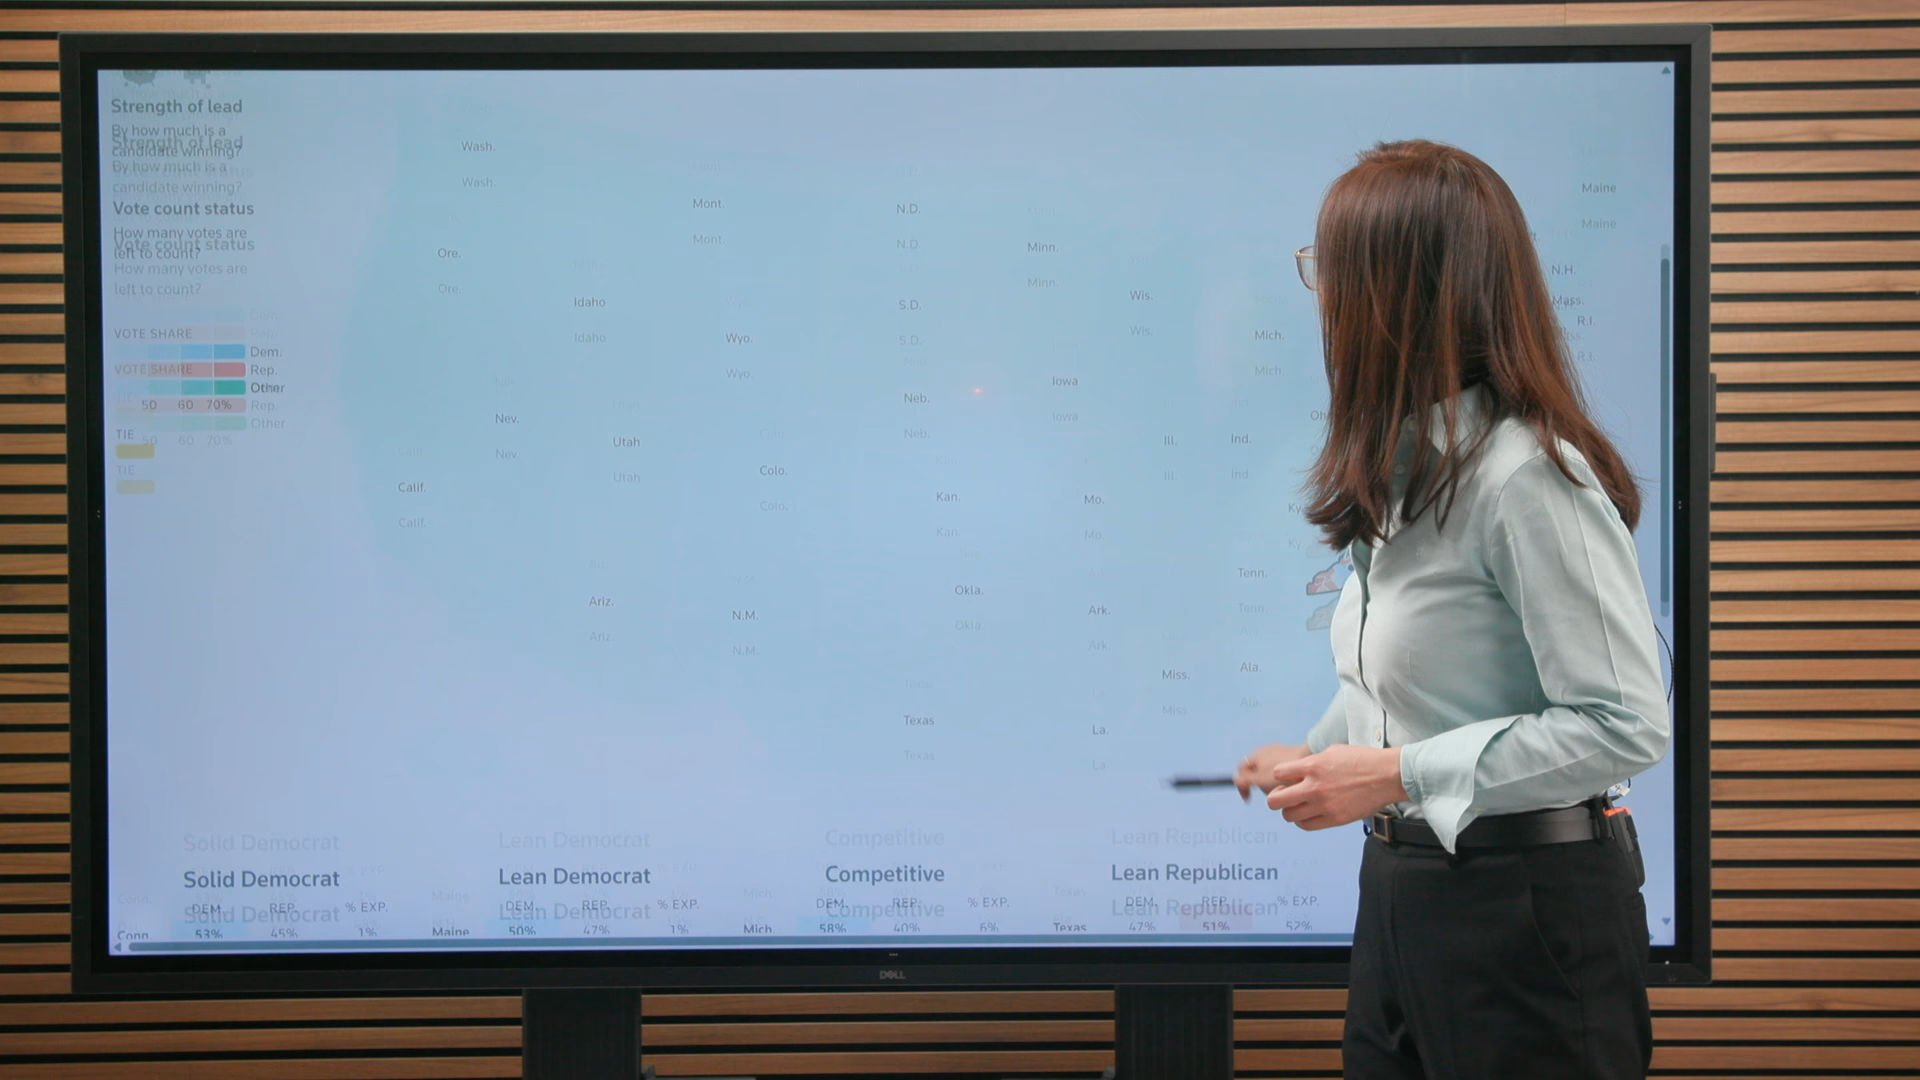 Strength of lead
By how much is a
candidate winning?
Vote count status
How many votes are
left to count?
VOTE SHARE
Dem.
Rep.
Other
50 60 70%
TIE
Wash.
Ore.
Idaho
Mont.
N.D.
Minn.
Wis.
Mich.
Maine
N.H.
Mass.
R.I.
S.D.
Wyo.
Neb.
Iowa
Nev.
Utah
Colo.
Calif.
Kan.
Mo.
Ill.
Ind.
Tenn.
Ariz.
N.M.
Okla.
Ark.
Miss.
Ala.
Texas
La.
Solid Democrat
Lean Democrat
Competitive
Lean Republican
DEM. REP. % EXP.
DEM. REP. % EXP.
DEM. REP. % EXP.
DEM. REP. % EXP.
Conn. 53% 45% 1%
Maine 50% 47% 1%
Mich. 58% 40% 6%
Texas 47% 51% 52%
DELL